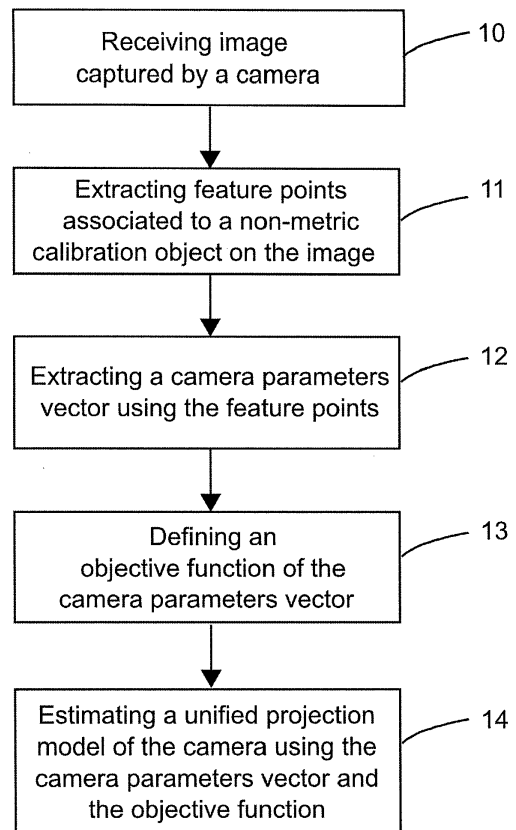 Receiving image
captured by a camera
10
Extracting feature points
associated to a non-metric
calibration object on the image
11
Extracting a camera parameters
vector using the feature points
12
Defining an
objective function of the
camera parameters vector
13
Estimating a unified projection
model of the camera using the
camera parameters vector and
the objective function
14